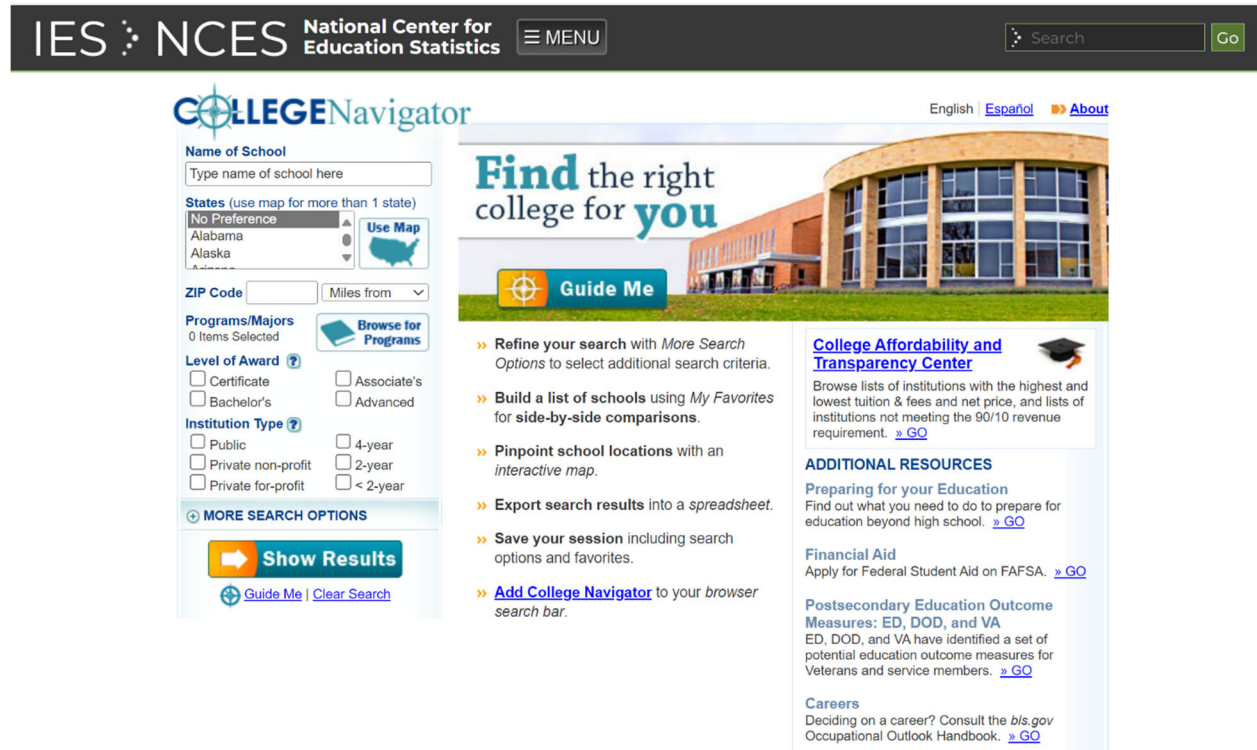 IES NCES National Center for
Education Statistics
☰ MENU
Search
Go
COLLEGENavigator
English | Español
About
Name of School
Type name of school here
States (use map for more than 1 state)
No Preference
Alabama
Alaska
Arizona
Use Map
ZIP Code
Miles from
Programs/Majors
0 Items Selected
Browse for
Programs
Level of Award ?
Certificate
Associate's
Bachelor's
Advanced
Institution Type ?
Public
4-year
Private non-profit
2-year
Private for-profit
< 2-year
MORE SEARCH OPTIONS
Show Results
Guide Me | Clear Search
Find the right
college for you
Guide Me
» Refine your search with More Search
Options to select additional search criteria.
» Build a list of schools using My Favorites
for side-by-side comparisons.
» Pinpoint school locations with an
interactive map.
» Export search results into a spreadsheet.
» Save your session including search
options and favorites.
» Add College Navigator to your browser
search bar.
College Affordability and
Transparency Center
Browse lists of institutions with the highest and
lowest tuition & fees and net price, and lists of
institutions not meeting the 90/10 revenue
requirement. » GO
ADDITIONAL RESOURCES
Preparing for your Education
Find out what you need to do to prepare for
education beyond high school. » GO
Financial Aid
Apply for Federal Student Aid on FAFSA. » GO
Postsecondary Education Outcome
Measures: ED, DOD, and VA
ED, DOD, and VA have identified a set of
potential education outcome measures for
Veterans and service members. » GO
Careers
Deciding on a career? Consult the bls.gov
Occupational Outlook Handbook. » GO